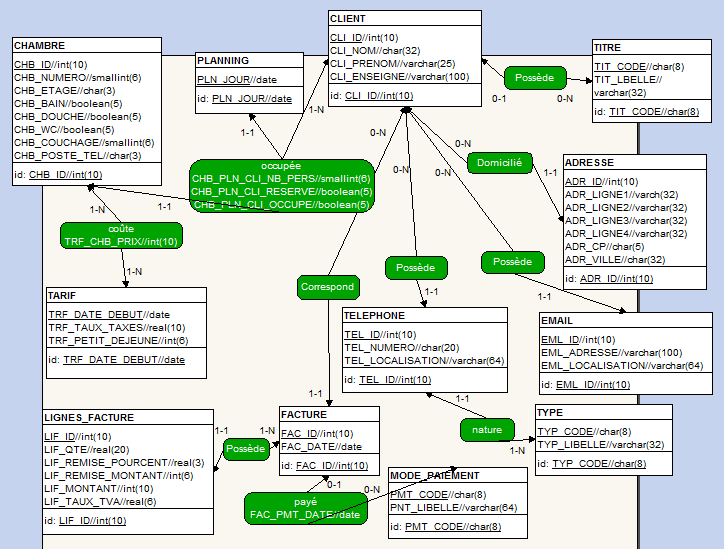 CLIENT
CLI_ID//int(10)
CLI_NOM//char(32)
CLI_PRENOM//varchar(25)
CLI_ENSEIGNE//varchar(100)
id: CLI_ID//int(10)
CHAMBRE
CHB_ID//int(10)
CHB_NUMERO//smallint(6)
CHB_ETAGE//char(3)
CHB_BAIN//boolean(5)
CHB_DOUCHE//boolean(5)
CHB_WC//boolean(5)
CHB_COUCHAGE//smallint(6)
CHB_POSTE_TEL//char(3)
id: CHB_ID//int(10)
PLANNING
PLN_JOUR//date
id: PLN_JOUR//date
TITRE
TIT_CODE//char(8)
TIT_LBELLE//
varchar(32)
id: TIT_CODE//char(8)
Possède
0-1
0-N
1-N
1-1
0-N
0-N
0-N
0-N
occupée
CHB_PLN_CLI_NB_PERS//smallint(6)
CHB_PLN_CLI_RESERVE//boolean(5)
CHB_PLN_CLI_OCCUPE//boolean(5)
1-1
Domicilié
1-1
ADRESSE
ADR_ID//int(10)
ADR_LIGNE1//varch(32)
ADR_LIGNE2//varchar(32)
ADR_LIGNE3//varchar(32)
ADR_LIGNE4//varchar(32)
ADR_CP//char(5)
ADR_VILLE//char(32)
id: ADR_ID//int(10)
1-N
coûte
TRF_CHB_PRIX//int(10)
1-N
Correspond
Possède
1-1
Possède
1-1
TARIF
TRF_DATE_DEBUT//date
TRF_TAUX_TAXES//real(10)
TRF_PETIT_DEJEUNE//int(6)
id: TRF_DATE_DEBUT//date
TELEPHONE
TEL_ID//int(10)
TEL_NUMERO//char(20)
TEL_LOCALISATION//varchar(64)
id: TEL_ID//int(10)
EMAIL
EML_ID//int(10)
EML_ADRESSE//varchar(100)
EML_LOCALISATION//varchar(64)
id: EML_ID//int(10)
1-1
1-1
nature
1-N
LIGNES_FACTURE
LIF_ID//int(10)
LIF_QTE//real(20)
LIF_REMISE_POURCENT//real(3)
LIF_REMISE_MONTANT//int(6)
LIF_MONTANT//int(10)
LIF_TAUX_TVA//real(6)
id: LIF_ID//int(10)
1-1
Possède
1-N
FACTURE
FAC_ID//int(10)
FAC_DATE//date
id: FAC_ID//int(10)
TYPE
TYP_CODE//char(8)
TYP_LIBELLE//varchar(32)
id: TYP_CODE//char(8)
0-1
0-N
payé
FAC_PMT_DATE//date
MODE_PAIEMENT
PMT_CODE//char(8)
PNT_LIBELLE//varchar(64)
id: PMT_CODE//char(8)